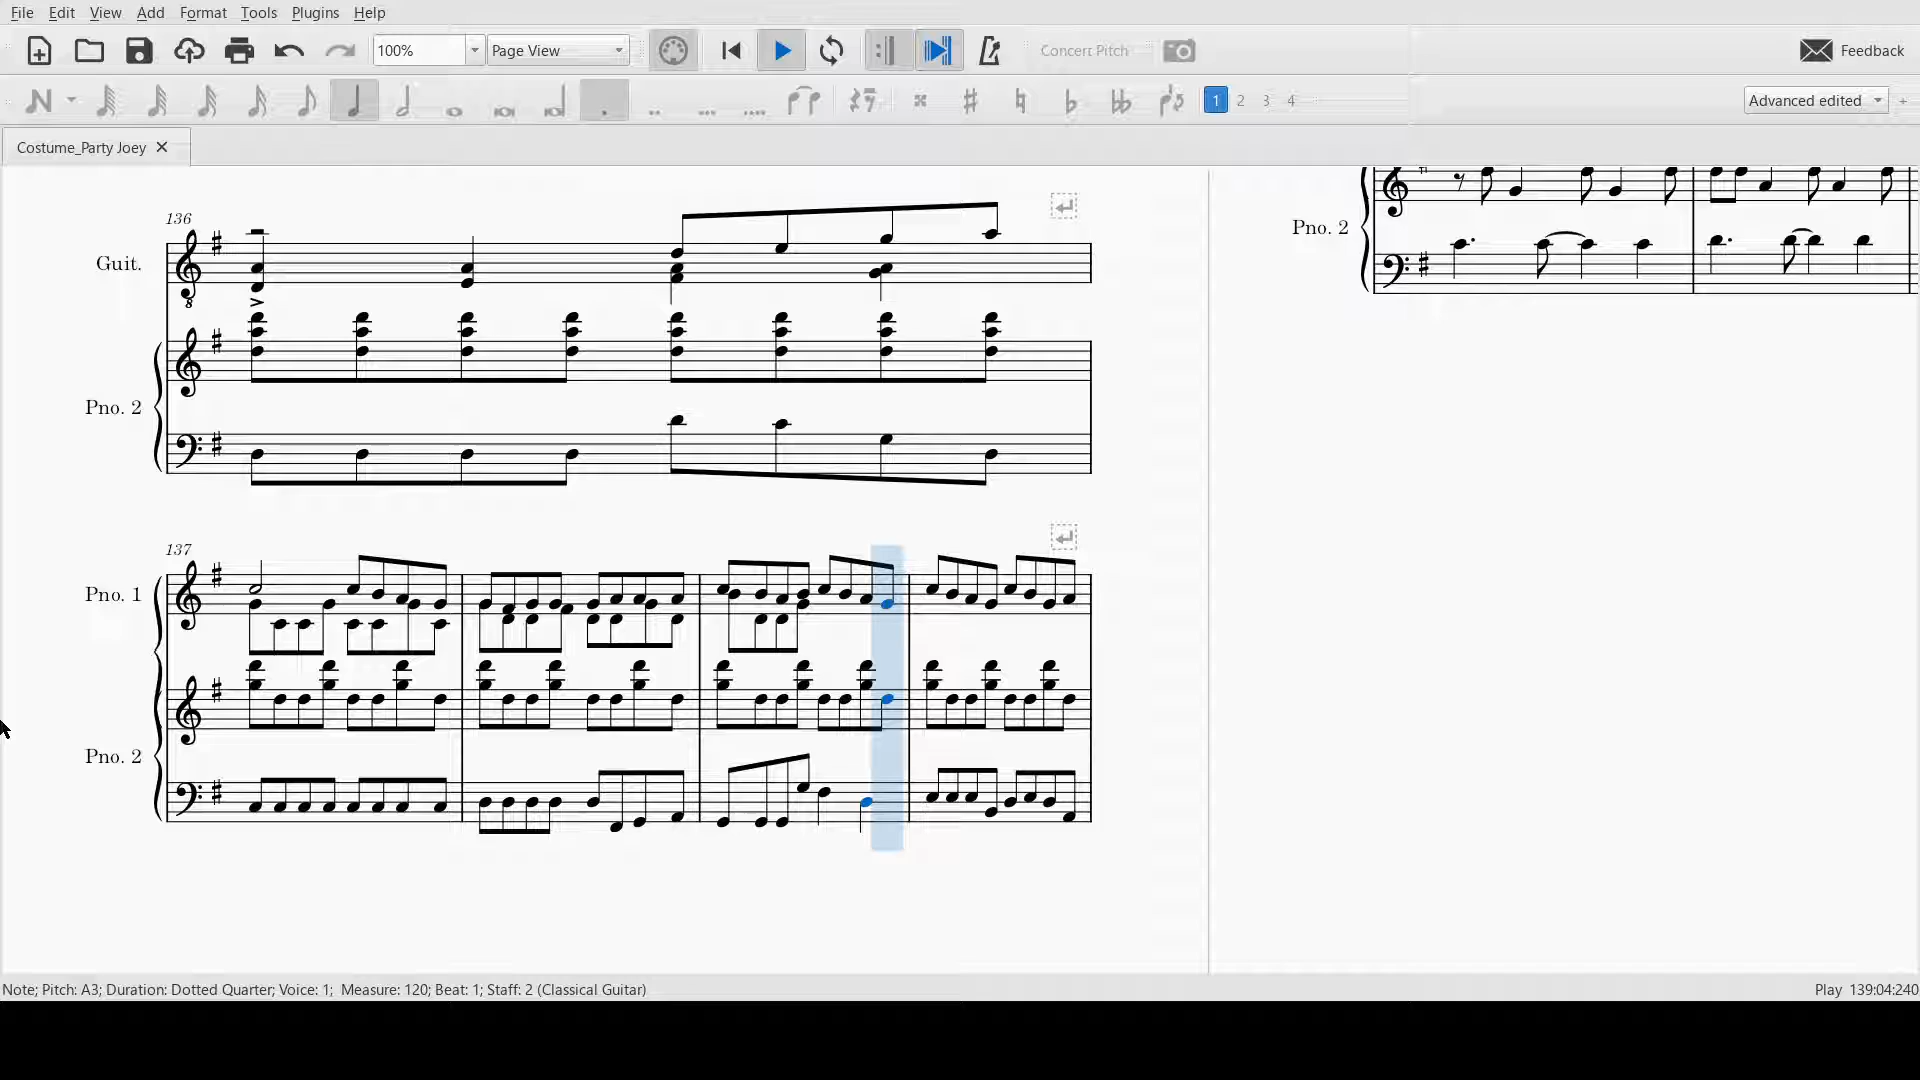 File Edit View Add Format Tools Plugins Help
100% Page View Concert Pitch Feedback
1 2 3 4 Advanced edited +
Costume_Party Joey
136
Guit.
8
Pno. 2
137
Pno. 1
Pno. 2
Pno. 2
Note; Pitch: A3; Duration: Dotted Quarter; Voice: 1; Measure: 120; Beat: 1; Staff: 2 (Classical Guitar) Play 139:04:240